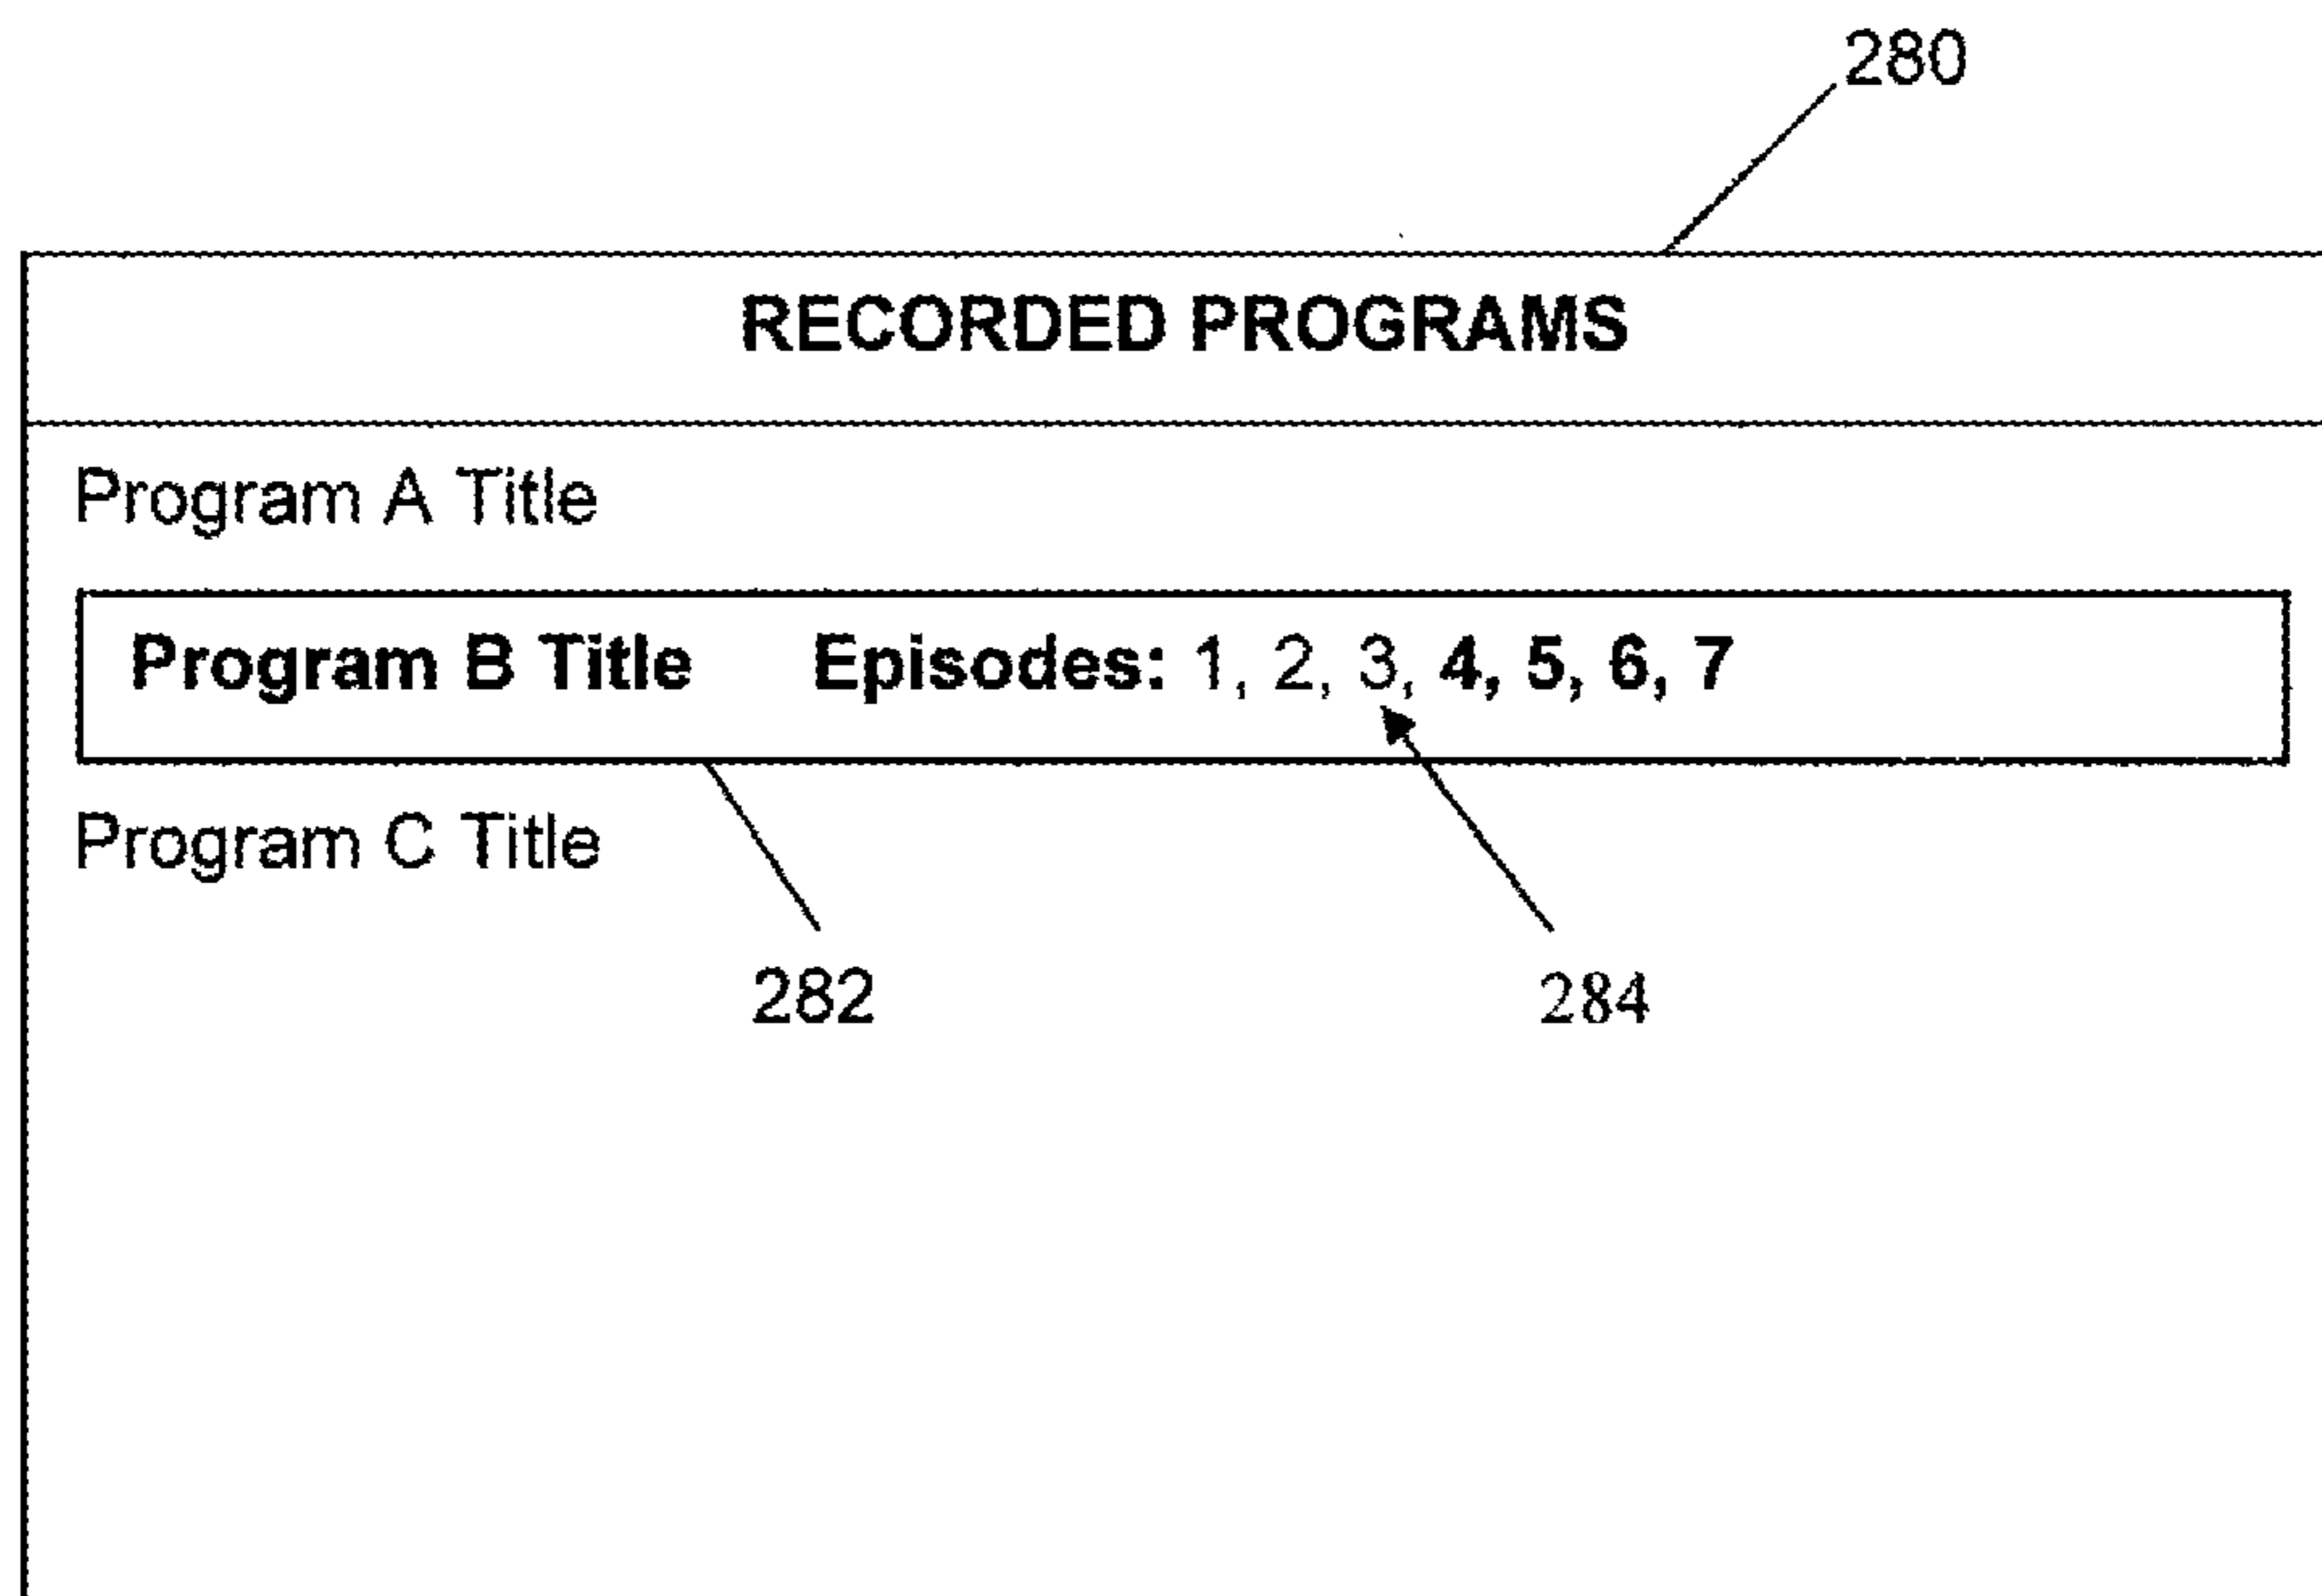 280
RECORDED PROGRAMS
Program A Title
Program B Title Episodes: 1, 2, 3, 4, 5, 6, 7
Program C Title
282 284